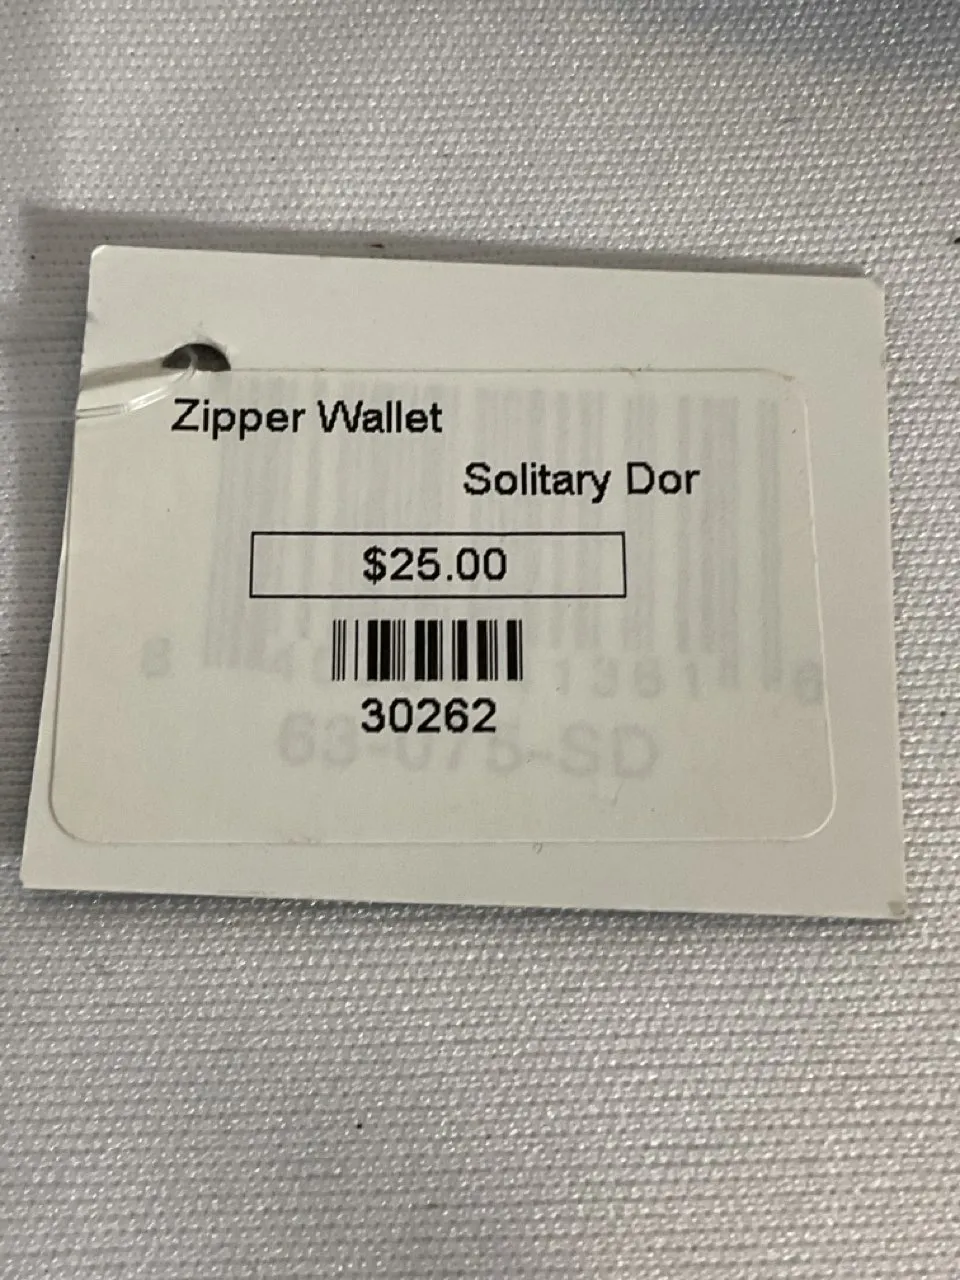 Zipper Wallet
Solitary Dor
$25.00
30262
63-075-SD